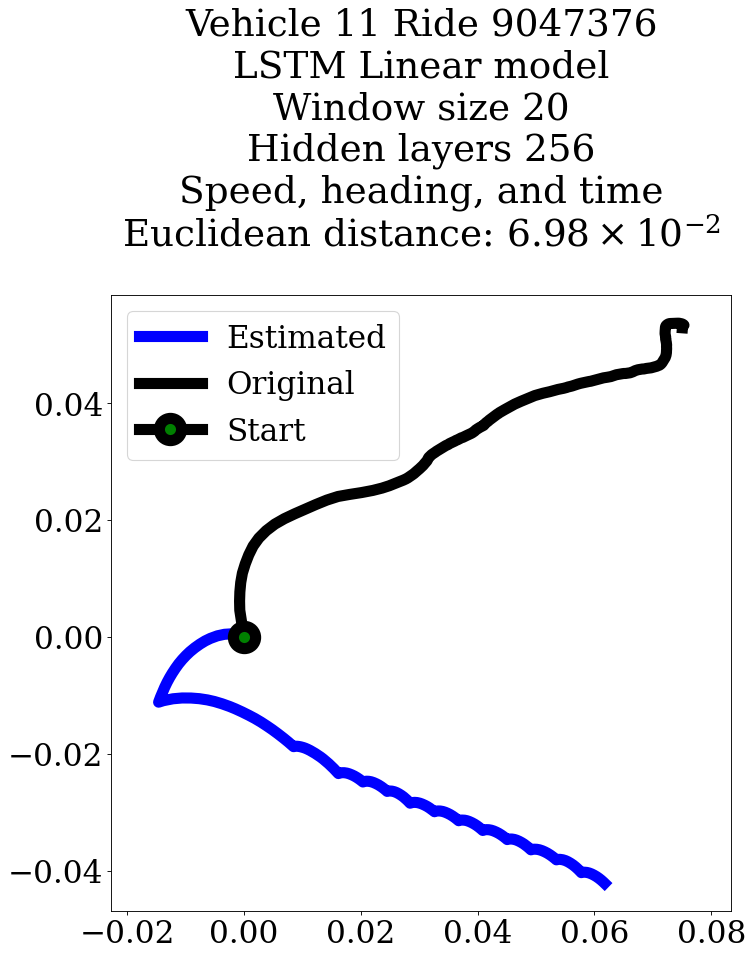 Vehicle 11 Ride 9047376
LSTM Linear model
Window size 20
Hidden layers 256
Speed, heading, and time
Euclidean distance: 6.98 × 10⁻²
Estimated
Original
Start
0.04
0.02
0.00
−0.02
−0.04
−0.02 0.00 0.02 0.04 0.06 0.08